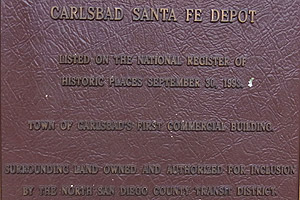 CARLSBAD SANTA FE DEPOT
LISTED ON THE NATIONAL REGISTER OF
HISTORIC PLACES SEPTEMBER 30, 1993
TOWN OF CARLSBAD'S FIRST COMMERCIAL BUILDING.
SURROUNDING LAND OWNED AND AUTHORIZED FOR INCLUSION
BY THE NORTH SAN DIEGO COUNTY TRANSIT DISTRICT.